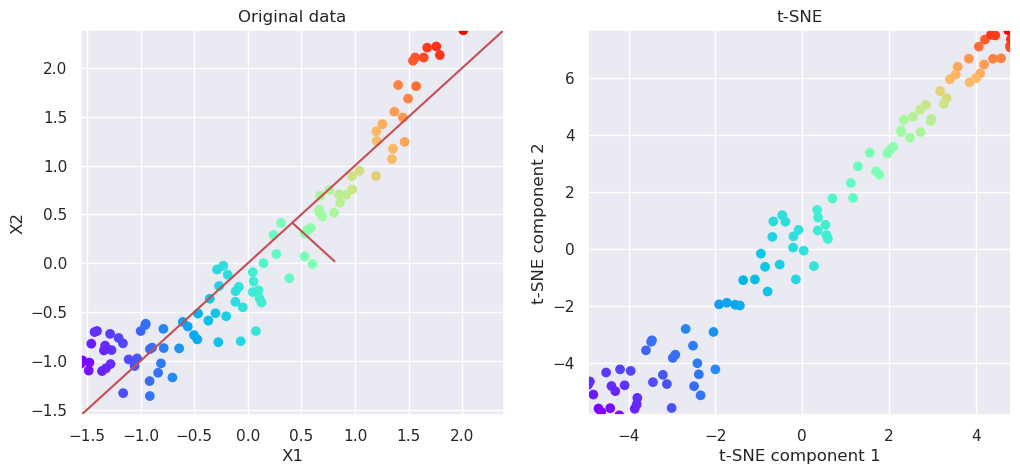 Original data
t-SNE
2.0
1.5
1.0
0.5
0.0
−0.5
−1.0
−1.5
X2
−1.5 −1.0 −0.5 0.0 0.5 1.0 1.5 2.0
X1
6
4
2
0
−2
−4
t-SNE component 2
−4 −2 0 2 4
t-SNE component 1